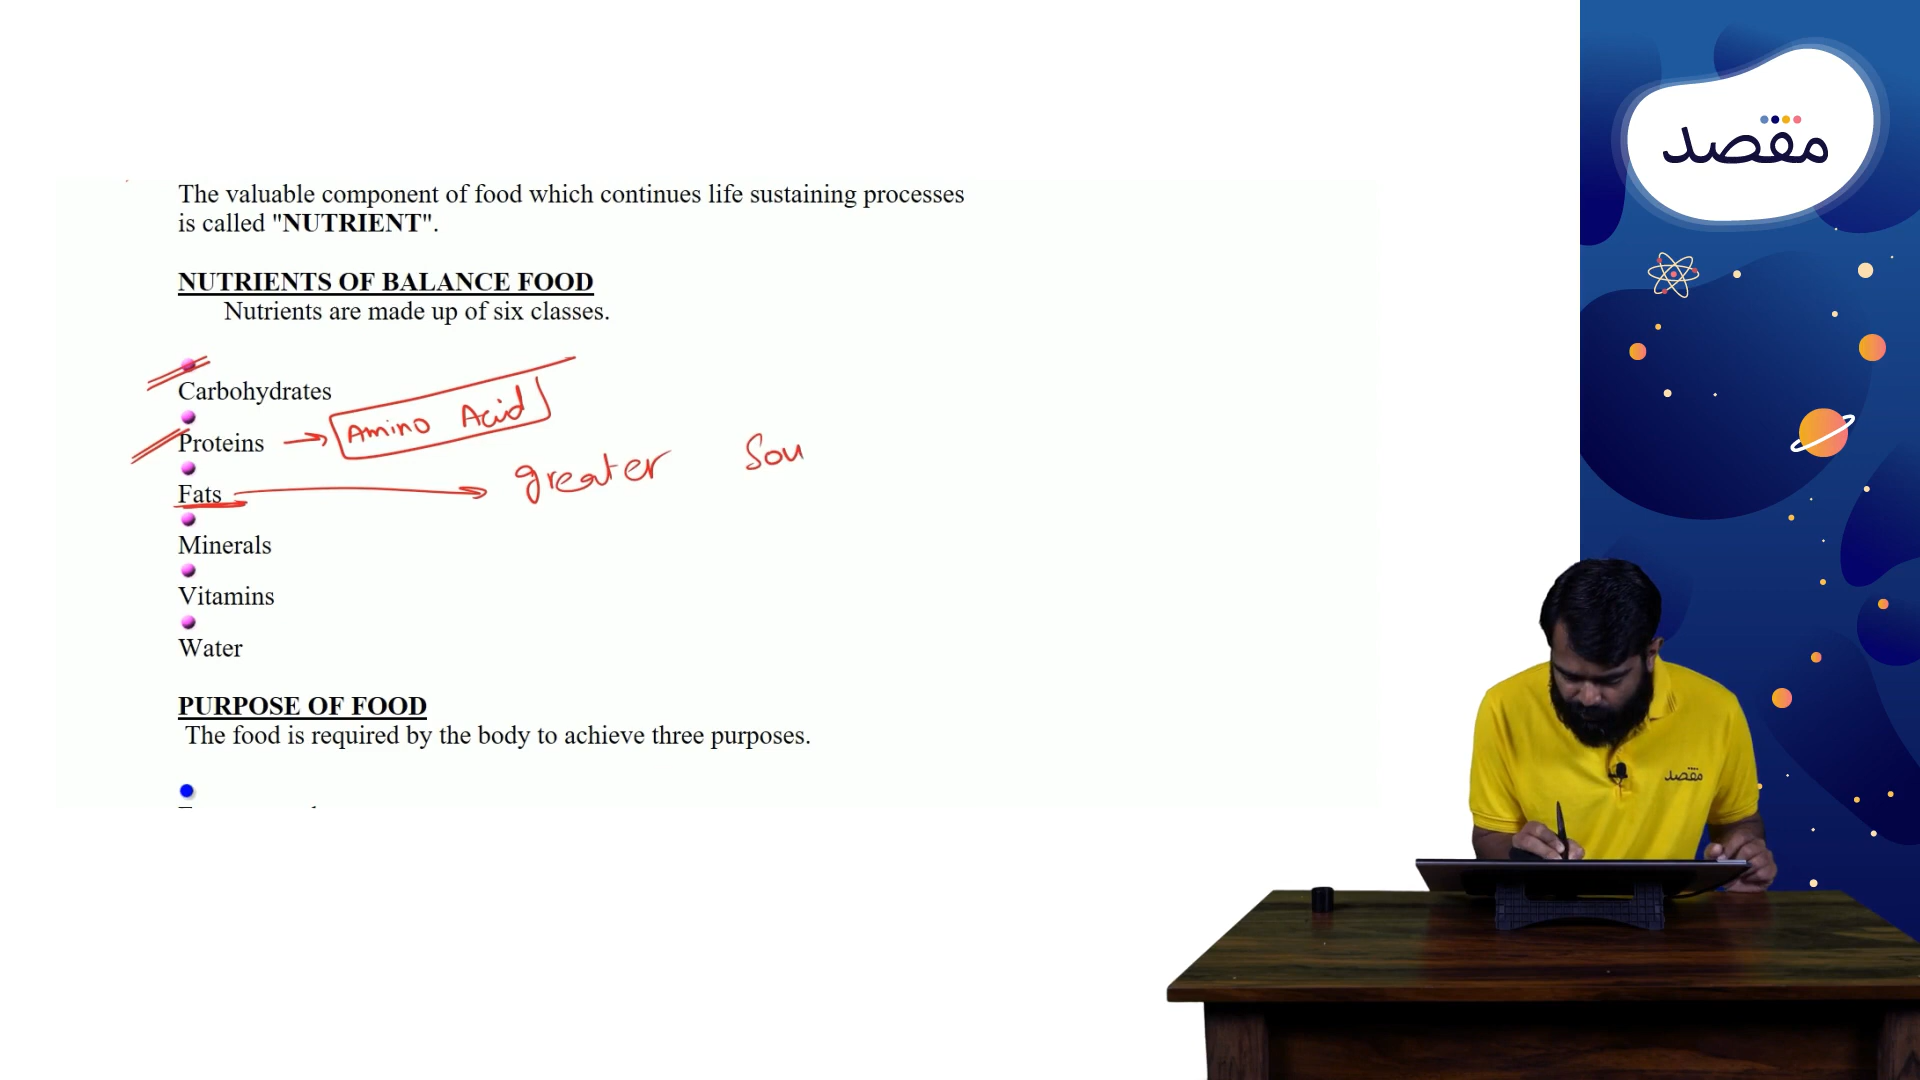 مقصد
The valuable component of food which continues life sustaining processes
is called "NUTRIENT".
NUTRIENTS OF BALANCE FOOD
Nutrients are made up of six classes.
Carbohydrates
Proteins → Amino Acid
Fats → greater Sou
Minerals
Vitamins
Water
PURPOSE OF FOOD
The food is required by the body to achieve three purposes.
مقصد